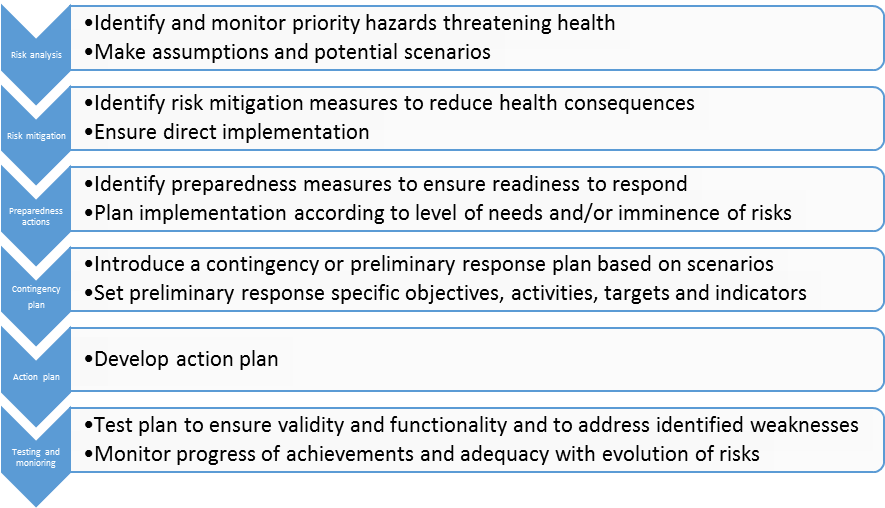 Risk analysis
•Identify and monitor priority hazards threatening health
•Make assumptions and potential scenarios
Risk mitigation
•Identify risk mitigation measures to reduce health consequences
•Ensure direct implementation
Preparedness
actions
•Identify preparedness measures to ensure readiness to respond
•Plan implementation according to level of needs and/or imminence of risks
Contingency
plan
•Introduce a contingency or preliminary response plan based on scenarios
•Set preliminary response specific objectives, activities, targets and indicators
Action plan
•Develop action plan
Testing and
monioring
•Test plan to ensure validity and functionality and to address identified weaknesses
•Monitor progress of achievements and adequacy with evolution of risks